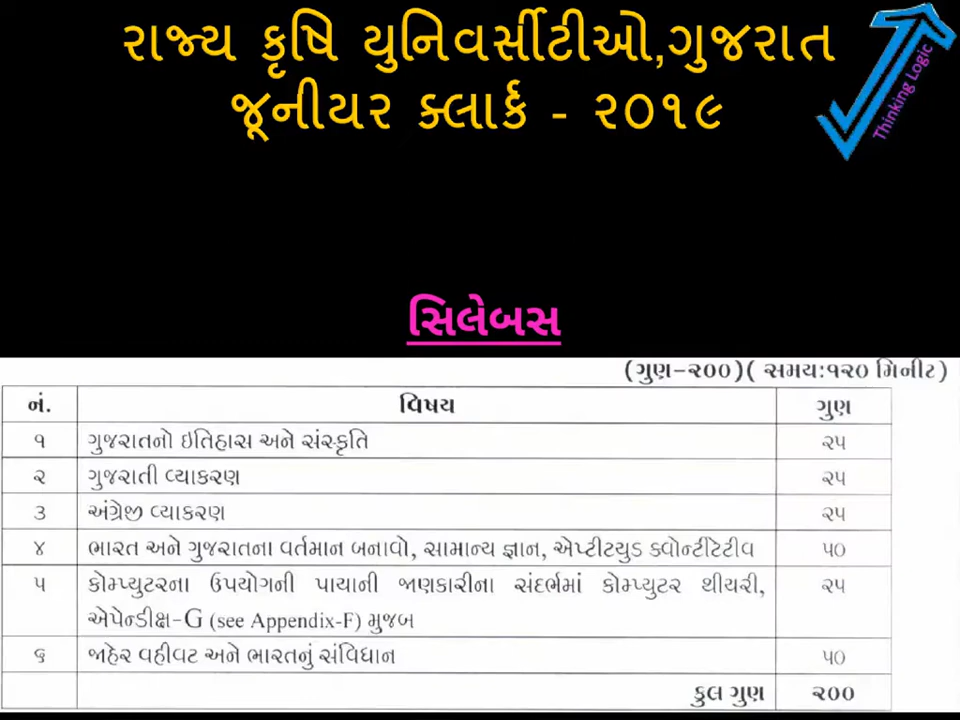 રાજ્ય કૃષિ યુનિવર્સીટીઓ,ગુજરાત
જૂનીયર ક્લાર્ક - ૨૦૧૯
Thinking Logic
સિલેબસ
(ગુણ-૨૦૦)( સમય:૧૨૦ મિનીટ)
નં. વિષય ગુણ
૧ ગુજરાતનો ઇતિહાસ અને સંસ્કૃતિ ૨૫
૨ ગુજરાતી વ્યાકરણ ૨૫
૩ અંગ્રેજી વ્યાકરણ ૨૫
૪ ભારત અને ગુજરાતના વર્તમાન બનાવો, સામાન્ય જ્ઞાન, એપ્ટીટયુડ ક્વોન્ટીટેટીવ ૫૦
૫ કોમ્પ્યુટરના ઉપયોગની પાયાની જાણકારીના સંદર્ભમાં કોમ્પ્યુટર થીયરી, ૨૫
એપેન્ડીક્ષ-G (see Appendix-F) મુજબ
૬ જાહેર વહીવટ અને ભારતનું સંવિધાન ૫૦
કુલ ગુણ ૨૦૦